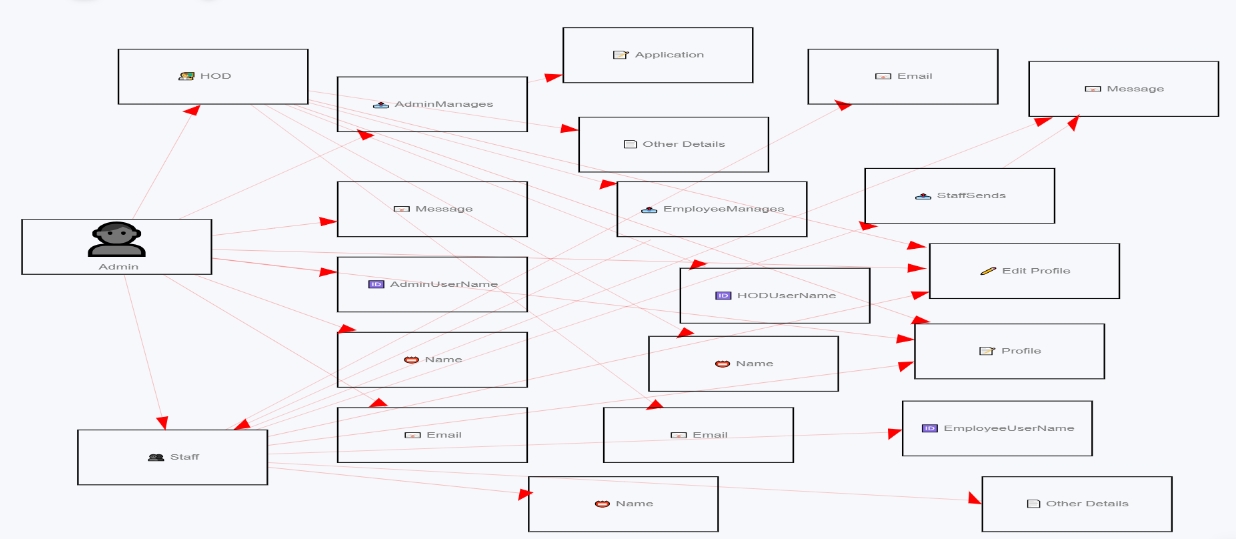 Application
HOD
Email
Message
AdminManages
Other Details
StaffSends
Message
EmployeeManages
Admin
Edit Profile
AdminUserName
HODUserName
Name
Name
Profile
Email
Email
EmployeeUserName
Staff
Name
Other Details